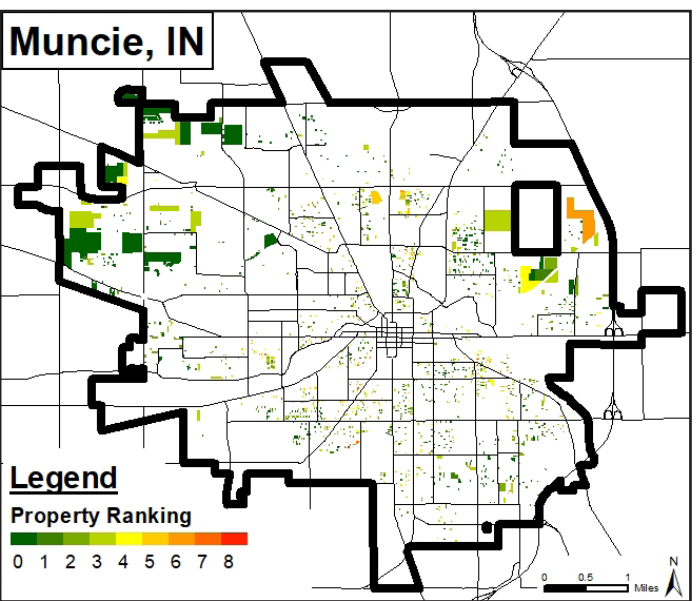 Muncie, IN
Legend
Property Ranking
0 1 2 3 4 5 6 7 8
0 0.5 1
Miles
N